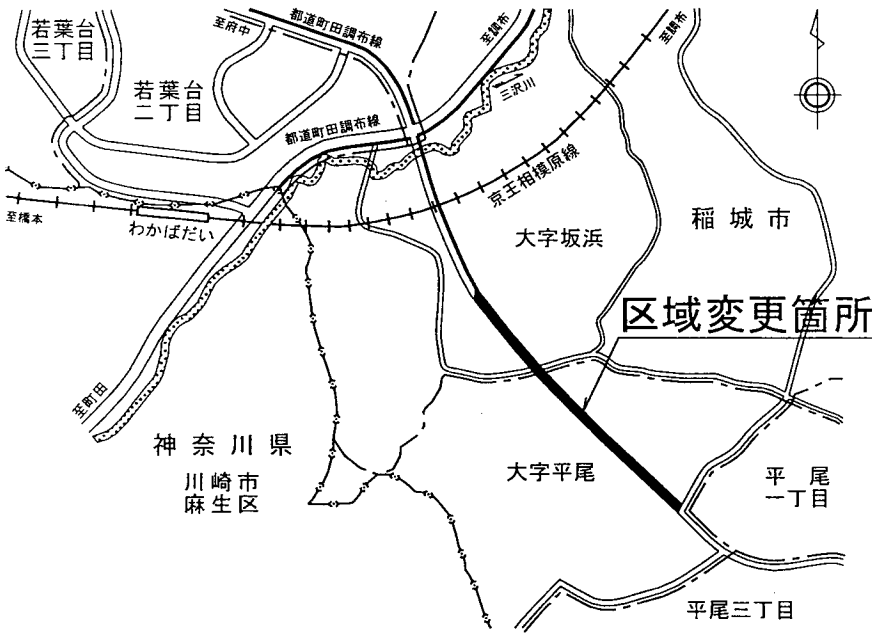 若葉台
三丁目
至府中
都道町田調布線
至調布
至調布
若葉台
二丁目
三沢川
都道町田調布線
京王相模原線
至橋本
わかばだい
大字坂浜
稲城市
区域変更箇所
至町田
神奈川県
川崎市
麻生区
大字平尾
平尾
一丁目
平尾三丁目